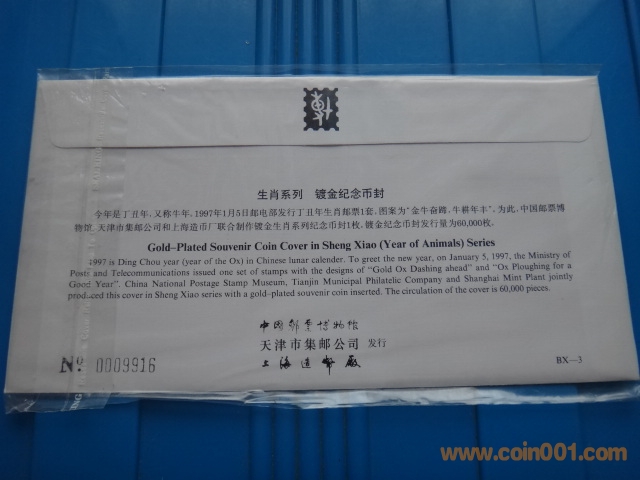 生肖系列 镀金纪念币封
今年是丁丑年,又称牛年,1997年1月5日邮电部发行丁丑年生肖邮票1套,图案为"金牛奋蹄、牛耕年丰",为此,中国邮票博
物馆、天津市集邮公司和上海造币厂联合制作镀金生肖系列纪念币封1枚,镀金纪念币封发行量为60,000枚.
Gold-Plated Souvenir Coin Cover in Sheng Xiao (Year of Animals) Series
1997 is Ding Chou year (year of the Ox) in Chinese lunar calender. To greet the new year, on January 5, 1997, the Ministry of
Posts and Telecommunications issued one set of stamps with the designs of "Gold Ox Dashing ahead" and "Ox Ploughing for a
Good Year". China National Postage Stamp Museum, Tianjin Municipal Philatelic Company and Shanghai Mint Plant jointly
produced this cover in Sheng Xiao series with a gold-plated souvenir coin inserted. The circulation of the cover is 60,000 pieces.
中国邮票博物馆
天津市集邮公司 发行
上海造币厂
No 0009916
BX—3
www.coin001.com